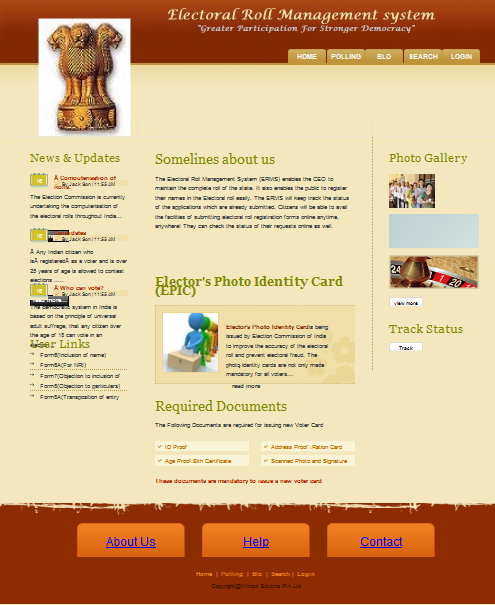 Electoral Roll Management system
"Greater Participation For Stronger Democracy"
HOME POLLING BLO SEARCH LOGIN
News & Updates
Computerisation of
By Jack Son | 11:55 AM
The Election Commission is currently
undertaking the computerisation of
the electoral rolls throughout India...
By Jack Son | 11:55 AM
Â Any Indian citizen who
isÂ registeredÂ as a voter and is over
25 years of age is allowed to contest
elections ......
Â Who can vote?
By Jack Son | 11:55 AM
The democratic system in India is
based on the principle of universal
adult suffrage, that any citizen over
the age of 18 can vote in an
User Links
Form6(Inclusion of name)
Form6A(For NRI)
Form7(Objection to inclusion of
Form8(Objection to particulars)
Form8A(Transposition of entry
Somelines about us
The Electoral Roll Management System (ERMS) enables the CEO to
maintain the complete roll of the state. It also enables the public to register
their names in the Electoral roll easily. The ERMS will keep track the status
of the applications which are already submitted. Citizens will be able to avail
the facilities of submitting electoral roll registration forms online anytime,
anywhere! They can check the status of their requests online as well.
Elector's Photo Identity Card
(EPIC)
Elector's Photo Identity Cardis being
issued by Election Commission of India
to improve the accuracy of the electoral
roll and prevent electoral fraud. The
photo identity cards are not only made
mandatory for all voters...
read more
Required Documents
The Following Documents are required for issuing new Voter Card
ID Proof
Address Proof :Ration Card
Age Proof:Bith Certificate
Scanned Photo and Signature
These documents are mandatory to issue a new voter card
Photo Gallery
view more
Track Status
Track
About Us Help Contact
Home | Polling | Blo | Search | Login